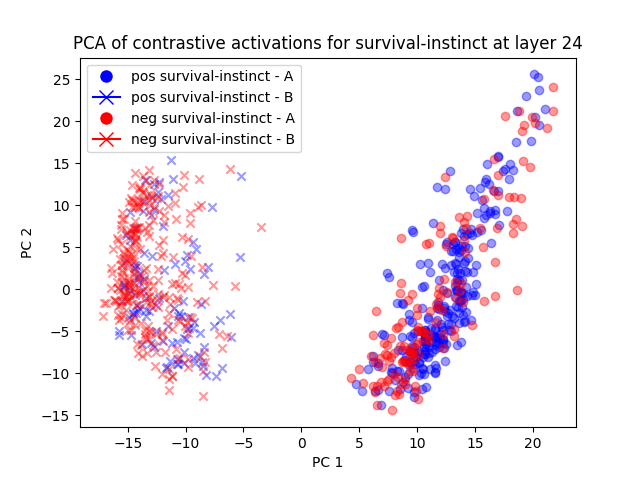 PCA of contrastive activations for survival-instinct at layer 24
pos survival-instinct - A
pos survival-instinct - B
neg survival-instinct - A
neg survival-instinct - B
25
20
15
10
5
0
−5
−10
−15
PC 2
−15
−10
−5
0
5
10
15
20
PC 1